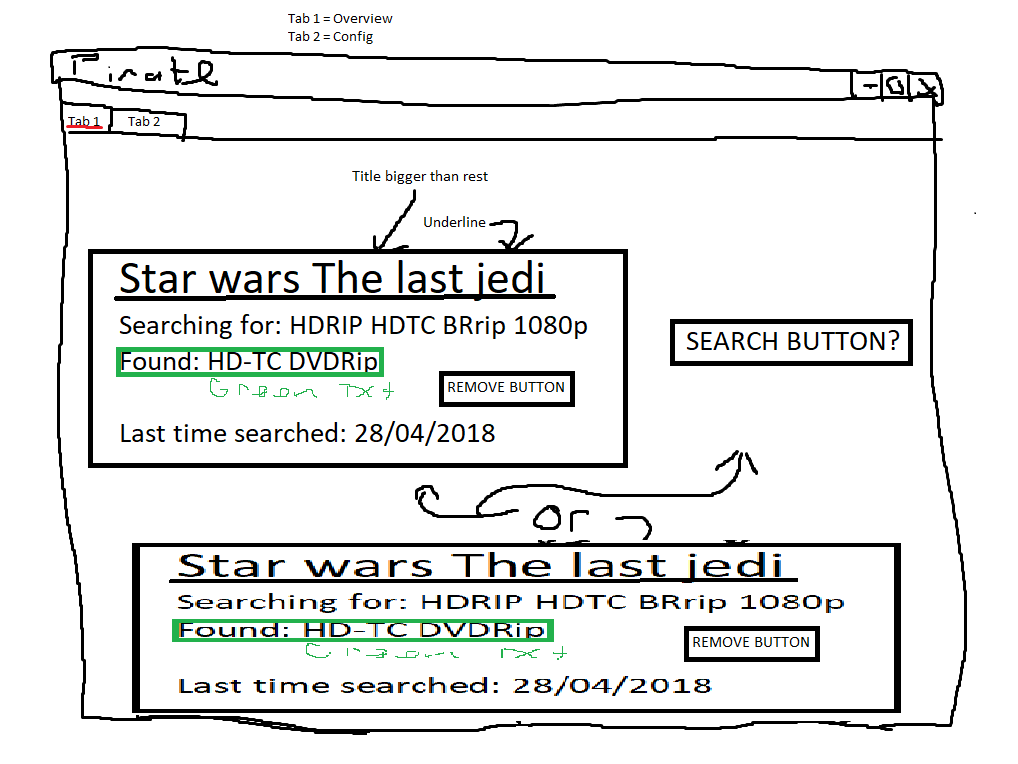 Tab 1 = Overview
Tab 2 = Config
Pirate
Tab 1 Tab 2
Title bigger than rest
Underline
Star wars The last jedi
Searching for: HDRIP HDTC BRrip 1080p
Found: HD-TC DVDRip
Green Txt
REMOVE BUTTON
Last time searched: 28/04/2018
SEARCH BUTTON?
or ?
Star wars The last jedi
Searching for: HDRIP HDTC BRrip 1080p
Found: HD-TC DVDRip
Green Txt
REMOVE BUTTON
Last time searched: 28/04/2018